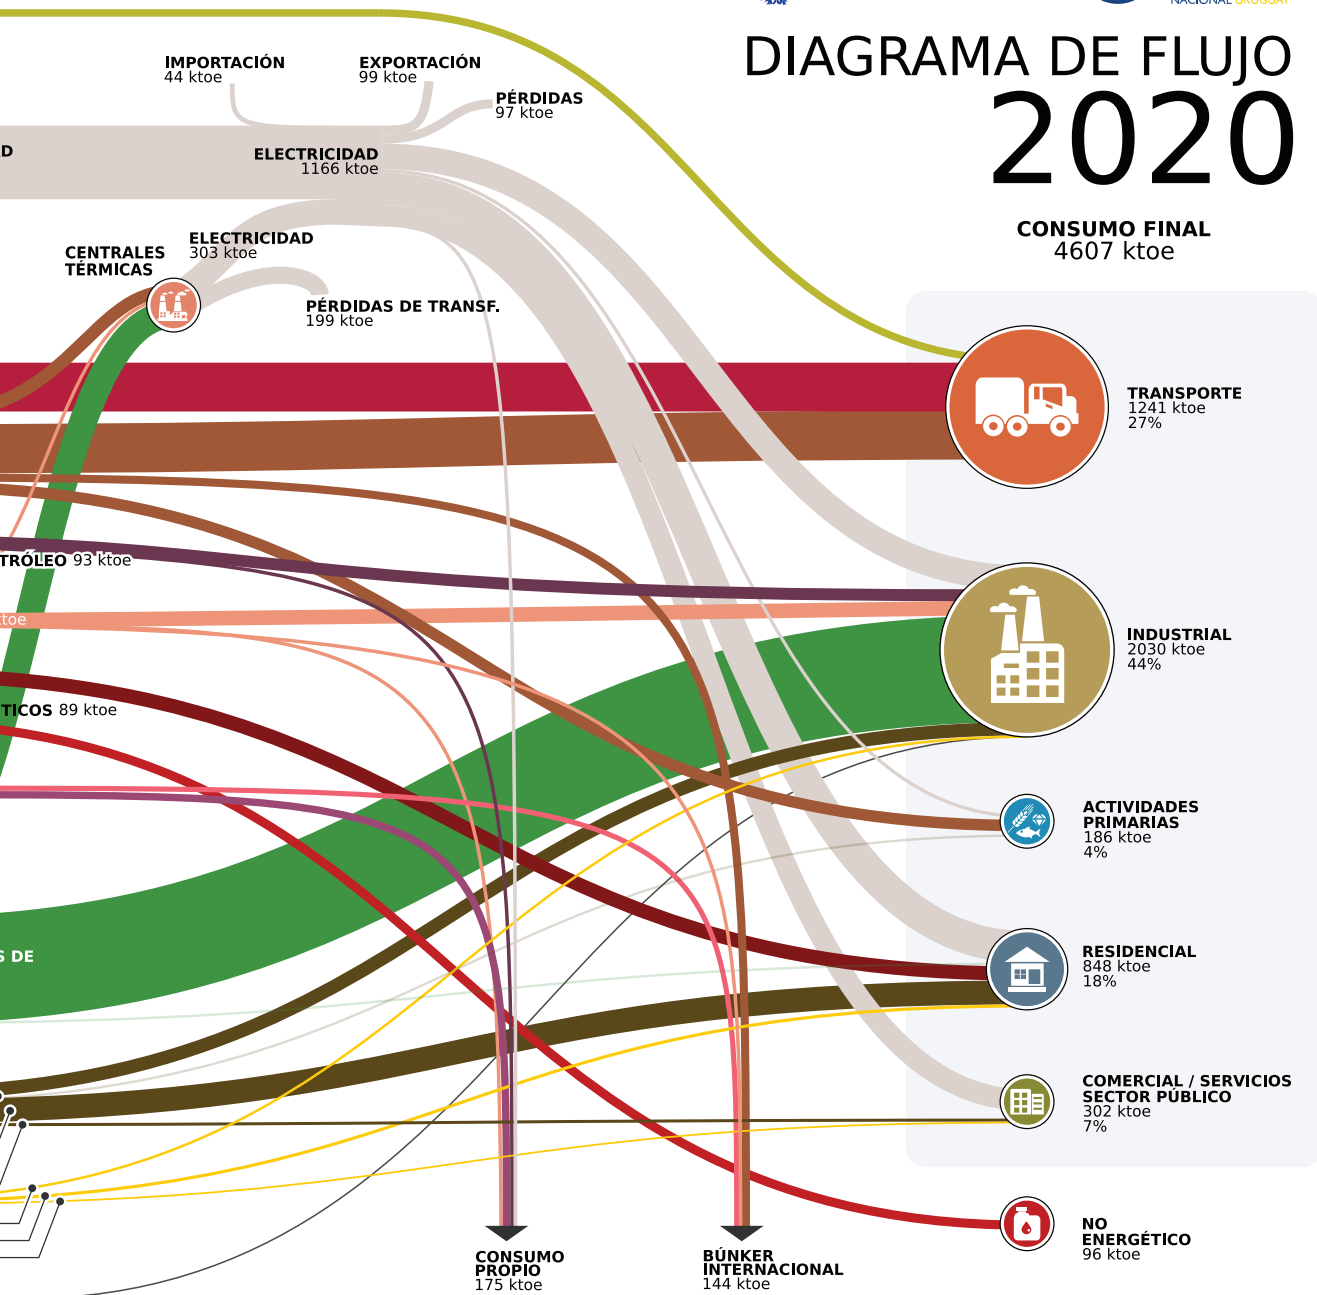 NACIONAL URUGUAY
DIAGRAMA DE FLUJO
2020
CONSUMO FINAL
4607 ktoe
IMPORTACIÓN
44 ktoe
EXPORTACIÓN
99 ktoe
PÉRDIDAS
97 ktoe
D
ELECTRICIDAD
1166 ktoe
CENTRALES
TÉRMICAS
ELECTRICIDAD
303 ktoe
PÉRDIDAS DE TRANSF.
199 ktoe
TRANSPORTE
1241 ktoe
27%
TRÓLEO 93 ktoe
ktoe
INDUSTRIAL
2030 ktoe
44%
TICOS 89 ktoe
ACTIVIDADES
PRIMARIAS
186 ktoe
4%
S DE
RESIDENCIAL
848 ktoe
18%
COMERCIAL / SERVICIOS
SECTOR PÚBLICO
302 ktoe
7%
NO
ENERGÉTICO
96 ktoe
CONSUMO
PROPIO
175 ktoe
BÚNKER
INTERNACIONAL
144 ktoe